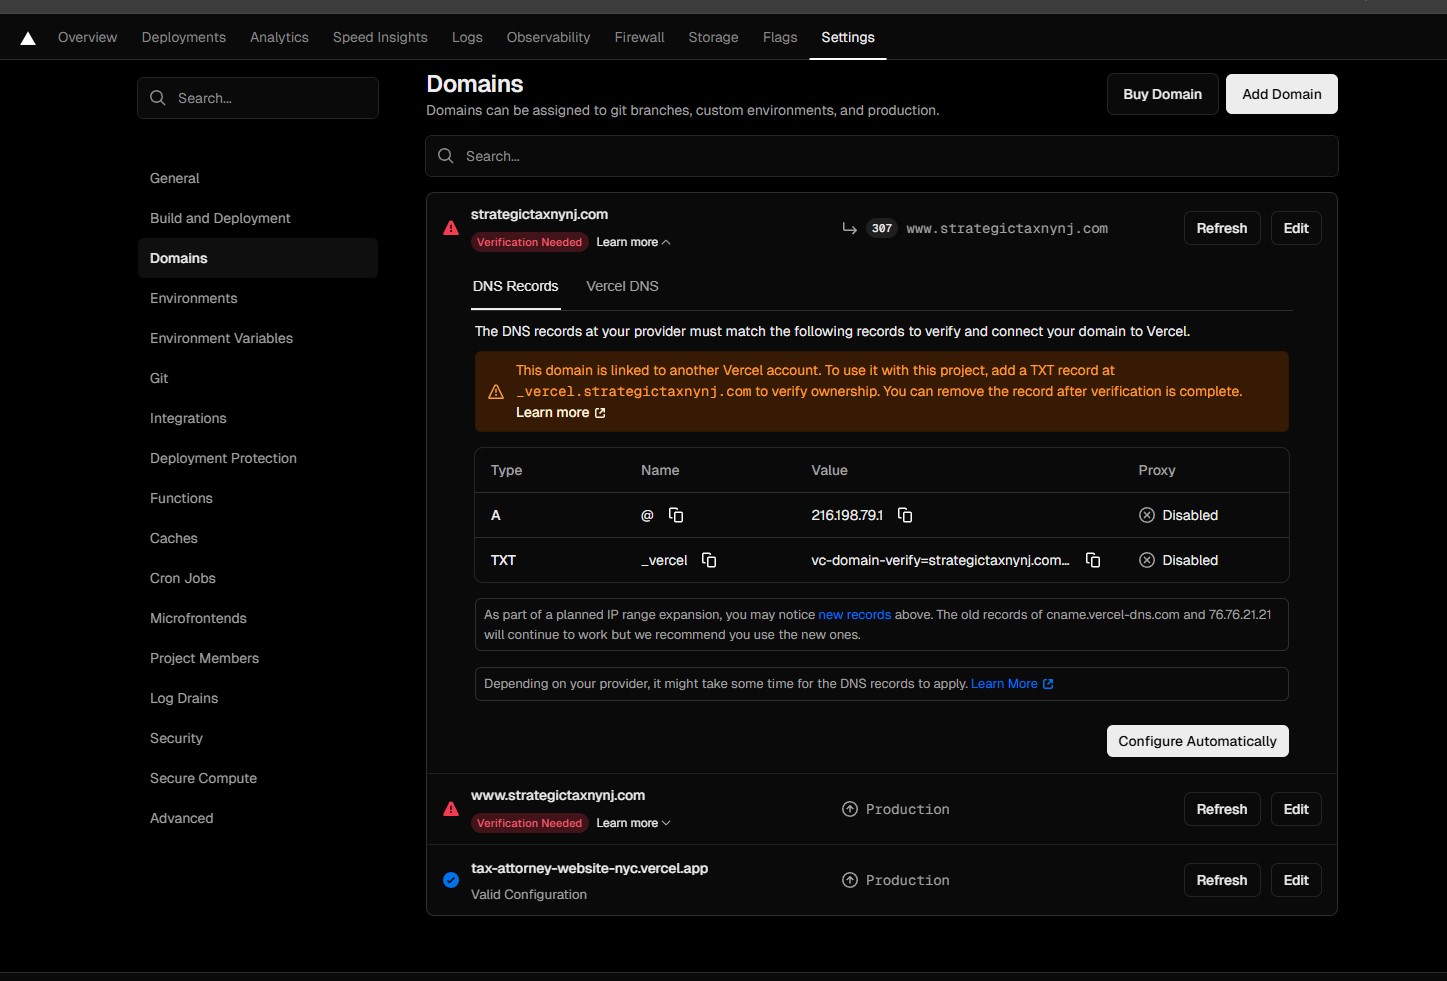 Overview Deployments Analytics Speed Insights Logs Observability Firewall Storage Flags Settings
Search...
Domains
Domains can be assigned to git branches, custom environments, and production.
Buy Domain
Add Domain
Search...
General
Build and Deployment
Domains
Environments
Environment Variables
Git
Integrations
Deployment Protection
Functions
Caches
Cron Jobs
Microfrontends
Project Members
Log Drains
Security
Secure Compute
Advanced
strategictaxnynj.com
Verification Needed Learn more
307 www.strategictaxnynj.com
Refresh Edit
DNS Records Vercel DNS
The DNS records at your provider must match the following records to verify and connect your domain to Vercel.
This domain is linked to another Vercel account. To use it with this project, add a TXT record at
_vercel.strategictaxnynj.com to verify ownership. You can remove the record after verification is complete.
Learn more
Type Name Value Proxy
A @ 216.198.79.1 Disabled
TXT _vercel vc-domain-verify=strategictaxnynj.com... Disabled
As part of a planned IP range expansion, you may notice new records above. The old records of cname.vercel-dns.com and 76.76.21.21
will continue to work but we recommend you use the new ones.
Depending on your provider, it might take some time for the DNS records to apply. Learn More
Configure Automatically
www.strategictaxnynj.com
Verification Needed Learn more
Production
Refresh Edit
tax-attorney-website-nyc.vercel.app
Valid Configuration
Production
Refresh Edit